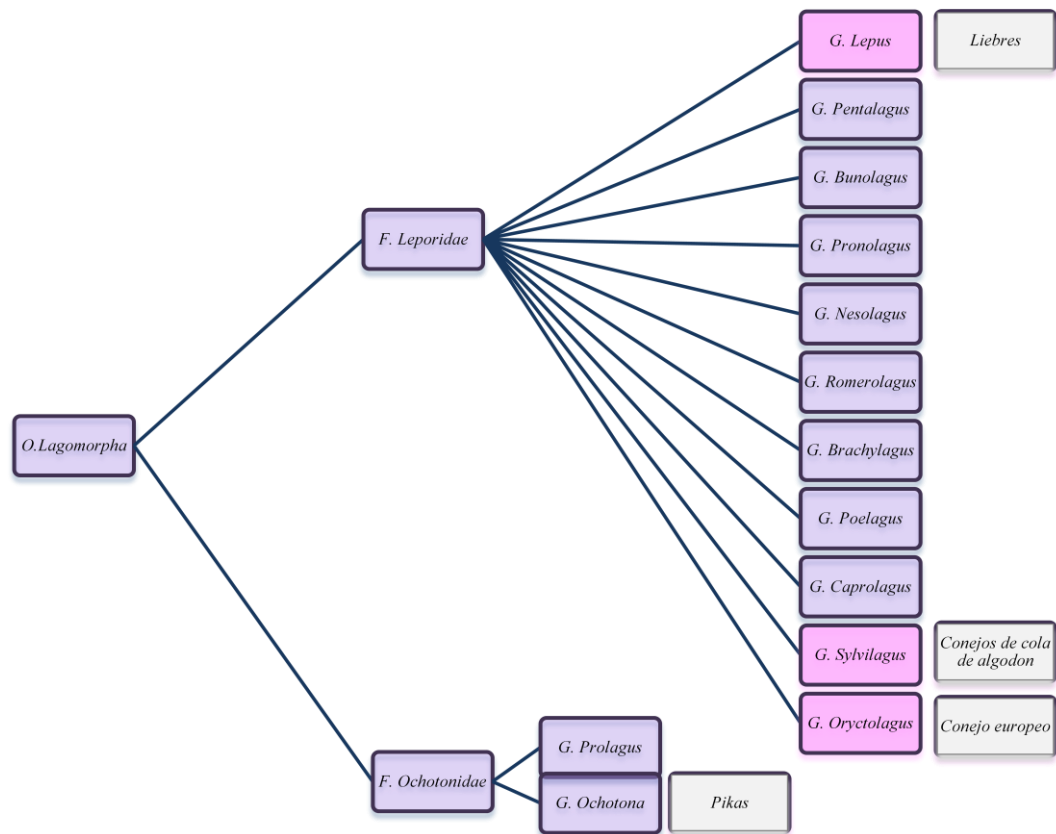 G. Lepus
Liebres
G. Pentalagus
G. Bunolagus
G. Pronolagus
F. Leporidae
G. Nesolagus
G. Romerolagus
O.Lagomorpha
G. Brachylagus
G. Poelagus
G. Caprolagus
G. Sylvilagus
Conejos de cola
de algodon
G. Oryctolagus
Conejo europeo
G. Prolagus
F. Ochotonidae
G. Ochotona
Pikas